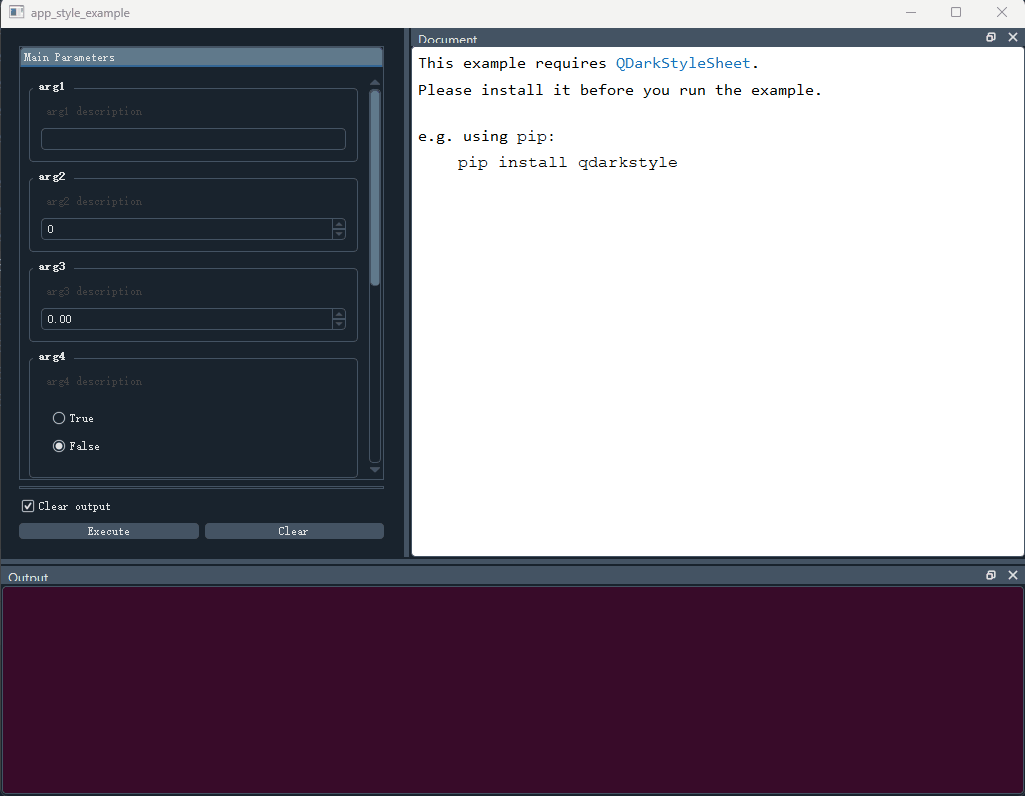 app_style_example
Main Parameters
arg1
arg1 description
arg2
arg2 description
0
arg3
arg3 description
0.00
arg4
arg4 description
True
False
Clear output
Execute
Clear
Document
This example requires QDarkStyleSheet.
Please install it before you run the example.
e.g. using pip:
pip install qdarkstyle
Output